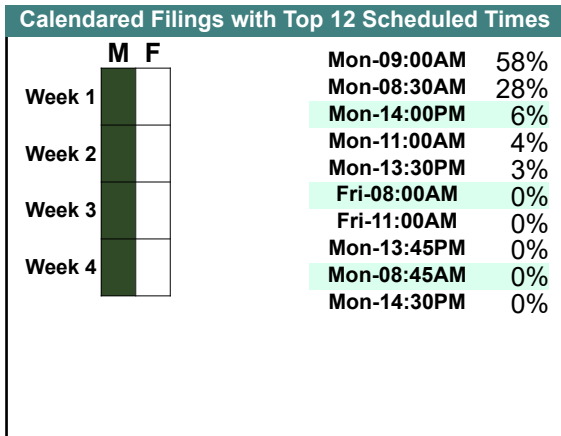 Calendared Filings with Top 12 Scheduled Times
M F
Week 1
Week 2
Week 3
Week 4
Mon-09:00AM 58%
Mon-08:30AM 28%
Mon-14:00PM 6%
Mon-11:00AM 4%
Mon-13:30PM 3%
Fri-08:00AM 0%
Fri-11:00AM 0%
Mon-13:45PM 0%
Mon-08:45AM 0%
Mon-14:30PM 0%